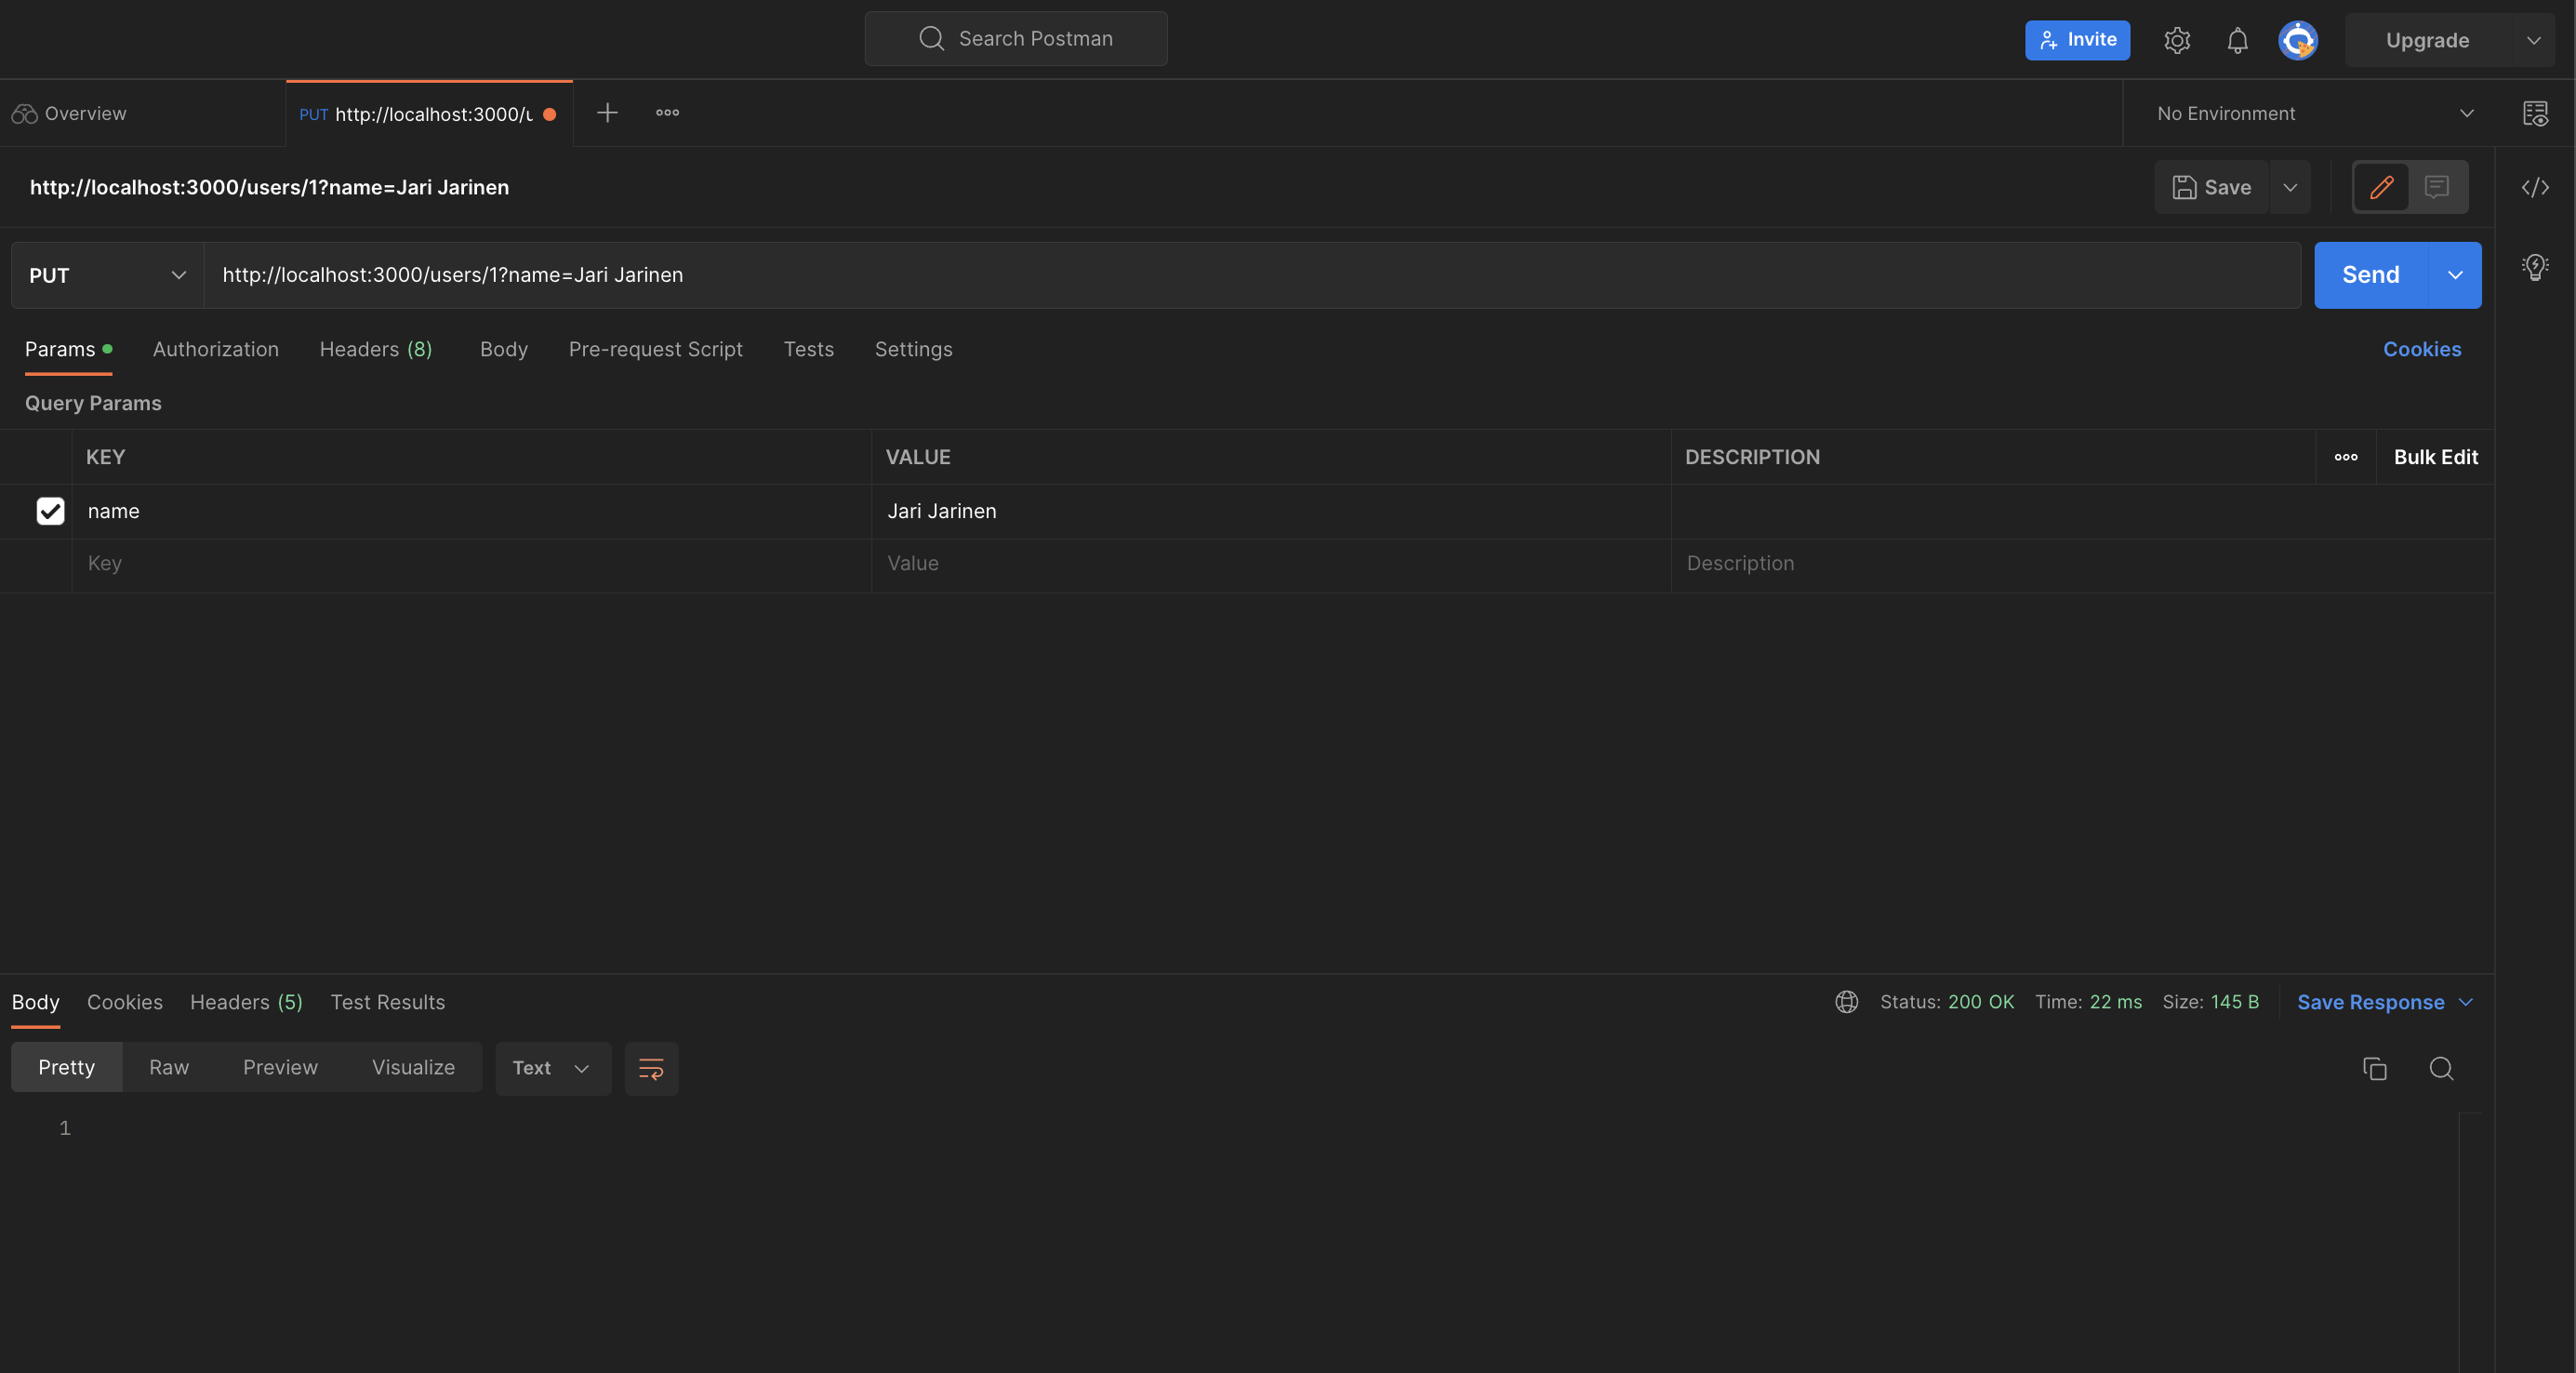 Search Postman
Invite
Upgrade
Overview
PUT http://localhost:3000/u
No Environment
http://localhost:3000/users/1?name=Jari Jarinen
Save
PUT
http://localhost:3000/users/1?name=Jari Jarinen
Send
Params Authorization Headers (8) Body Pre-request Script Tests Settings Cookies
Query Params
KEY VALUE DESCRIPTION Bulk Edit
name Jari Jarinen
Key Value Description
Body Cookies Headers (5) Test Results Status: 200 OK Time: 22 ms Size: 145 B Save Response
Pretty Raw Preview Visualize Text
1